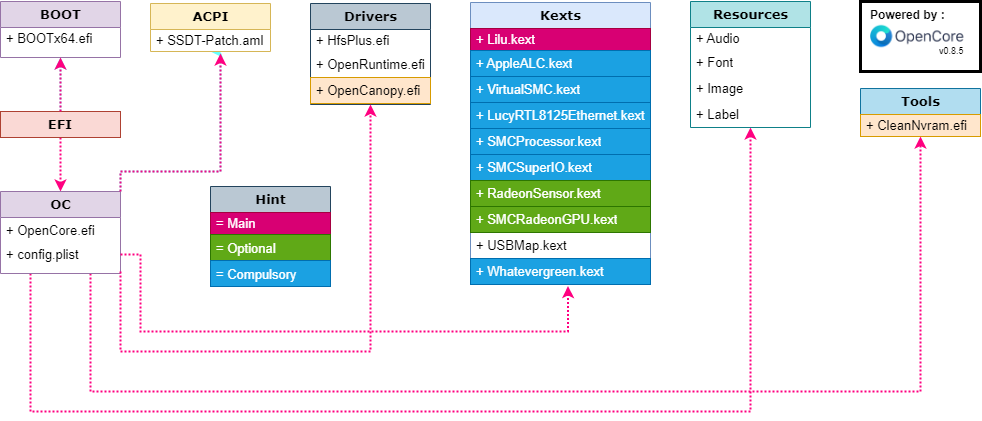 BOOT
+ BOOTx64.efi
EFI
OC
+ OpenCore.efi
+ config.plist
ACPI
+ SSDT-Patch.aml
Hint
= Main
= Optional
= Compulsory
Drivers
+ HfsPlus.efi
+ OpenRuntime.efi
+ OpenCanopy.efi
Kexts
+ Lilu.kext
+ AppleALC.kext
+ VirtualSMC.kext
+ LucyRTL8125Ethernet.kext
+ SMCProcessor.kext
+ SMCSuperIO.kext
+ RadeonSensor.kext
+ SMCRadeonGPU.kext
+ USBMap.kext
+ Whatevergreen.kext
Resources
+ Audio
+ Font
+ Image
+ Label
Powered by :
OpenCore
v0.8.5
Tools
+ CleanNvram.efi